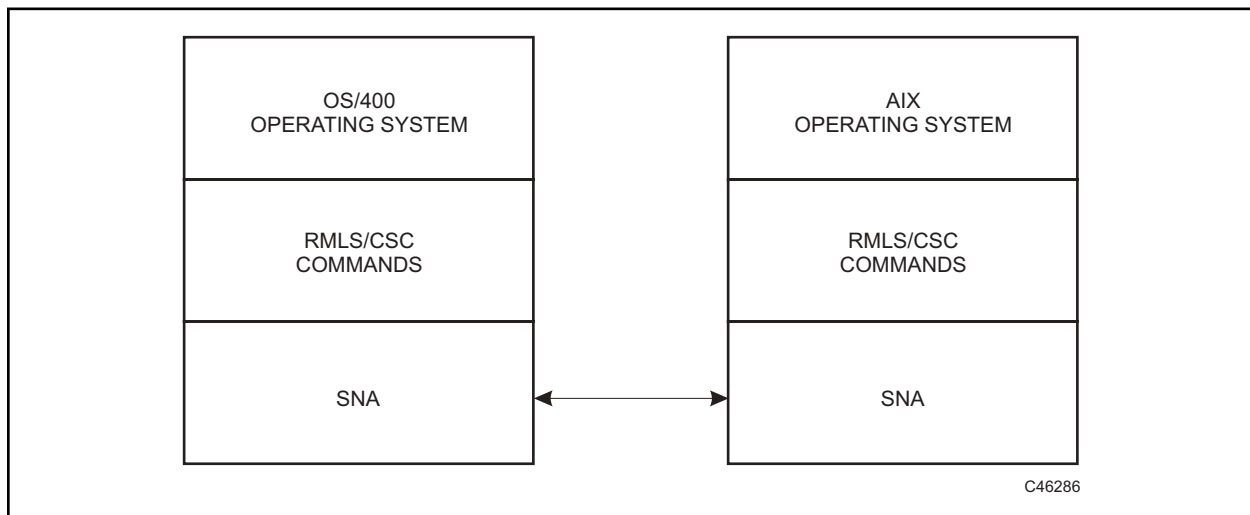 OS/400
OPERATING SYSTEM
RMLS/CSC
COMMANDS
SNA
AIX
OPERATING SYSTEM
RMLS/CSC
COMMANDS
SNA
C46286